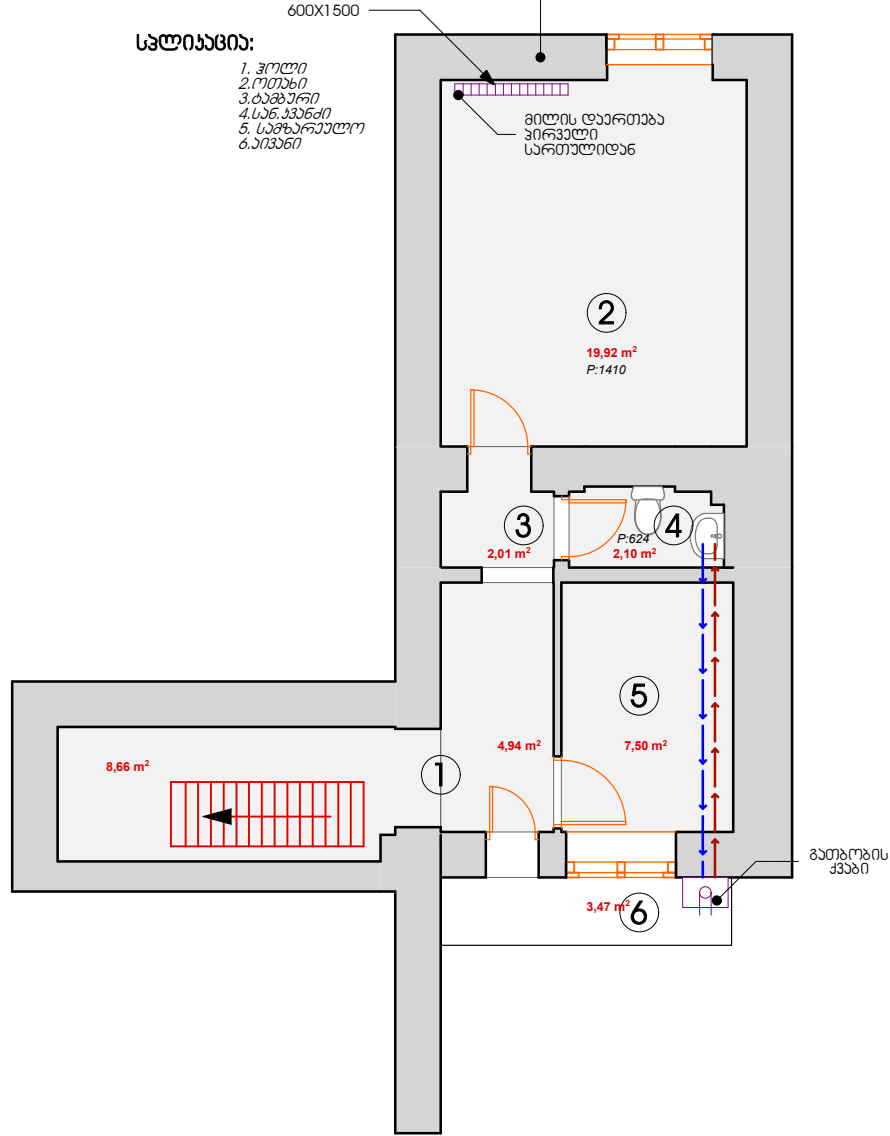 600X1500
სპლიკაცია:
1. ჰოლი
2.ოთახი
3.ტამბური
4.სან.კვანძი
5. სამზარეულო
6.აივანი
მილის დაერთება
პირველი
სართულიდან
2
19,92 m²
P:1410
3
2,01 m²
4
P:624
2,10 m²
5
7,50 m²
4,94 m²
1
8,66 m²
გათბობის
ქვაბი
3,47 m²
6